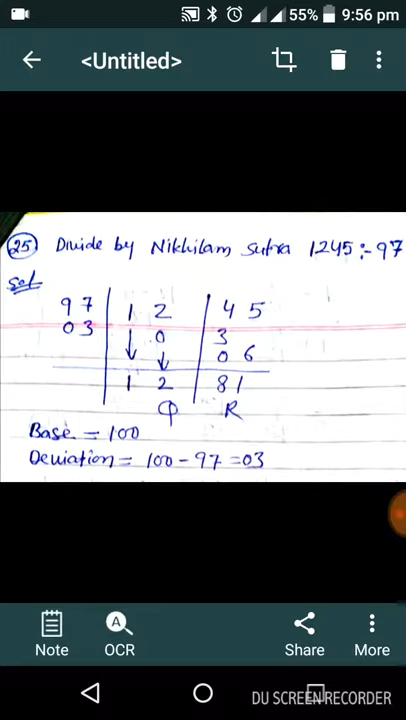 55% 9:56 pm
<Untitled>
25 Divide by Nikhilam Sutra 1245 ÷ 97
Sol
97 | 1 2 | 4 5
03 | ↓ 0 | 3
↓ | 0 6
1 2 | 8 1
Q R
Base = 100
Deviation = 100 - 97 = 03
A
Note OCR Share More
DU SCREEN RECORDER